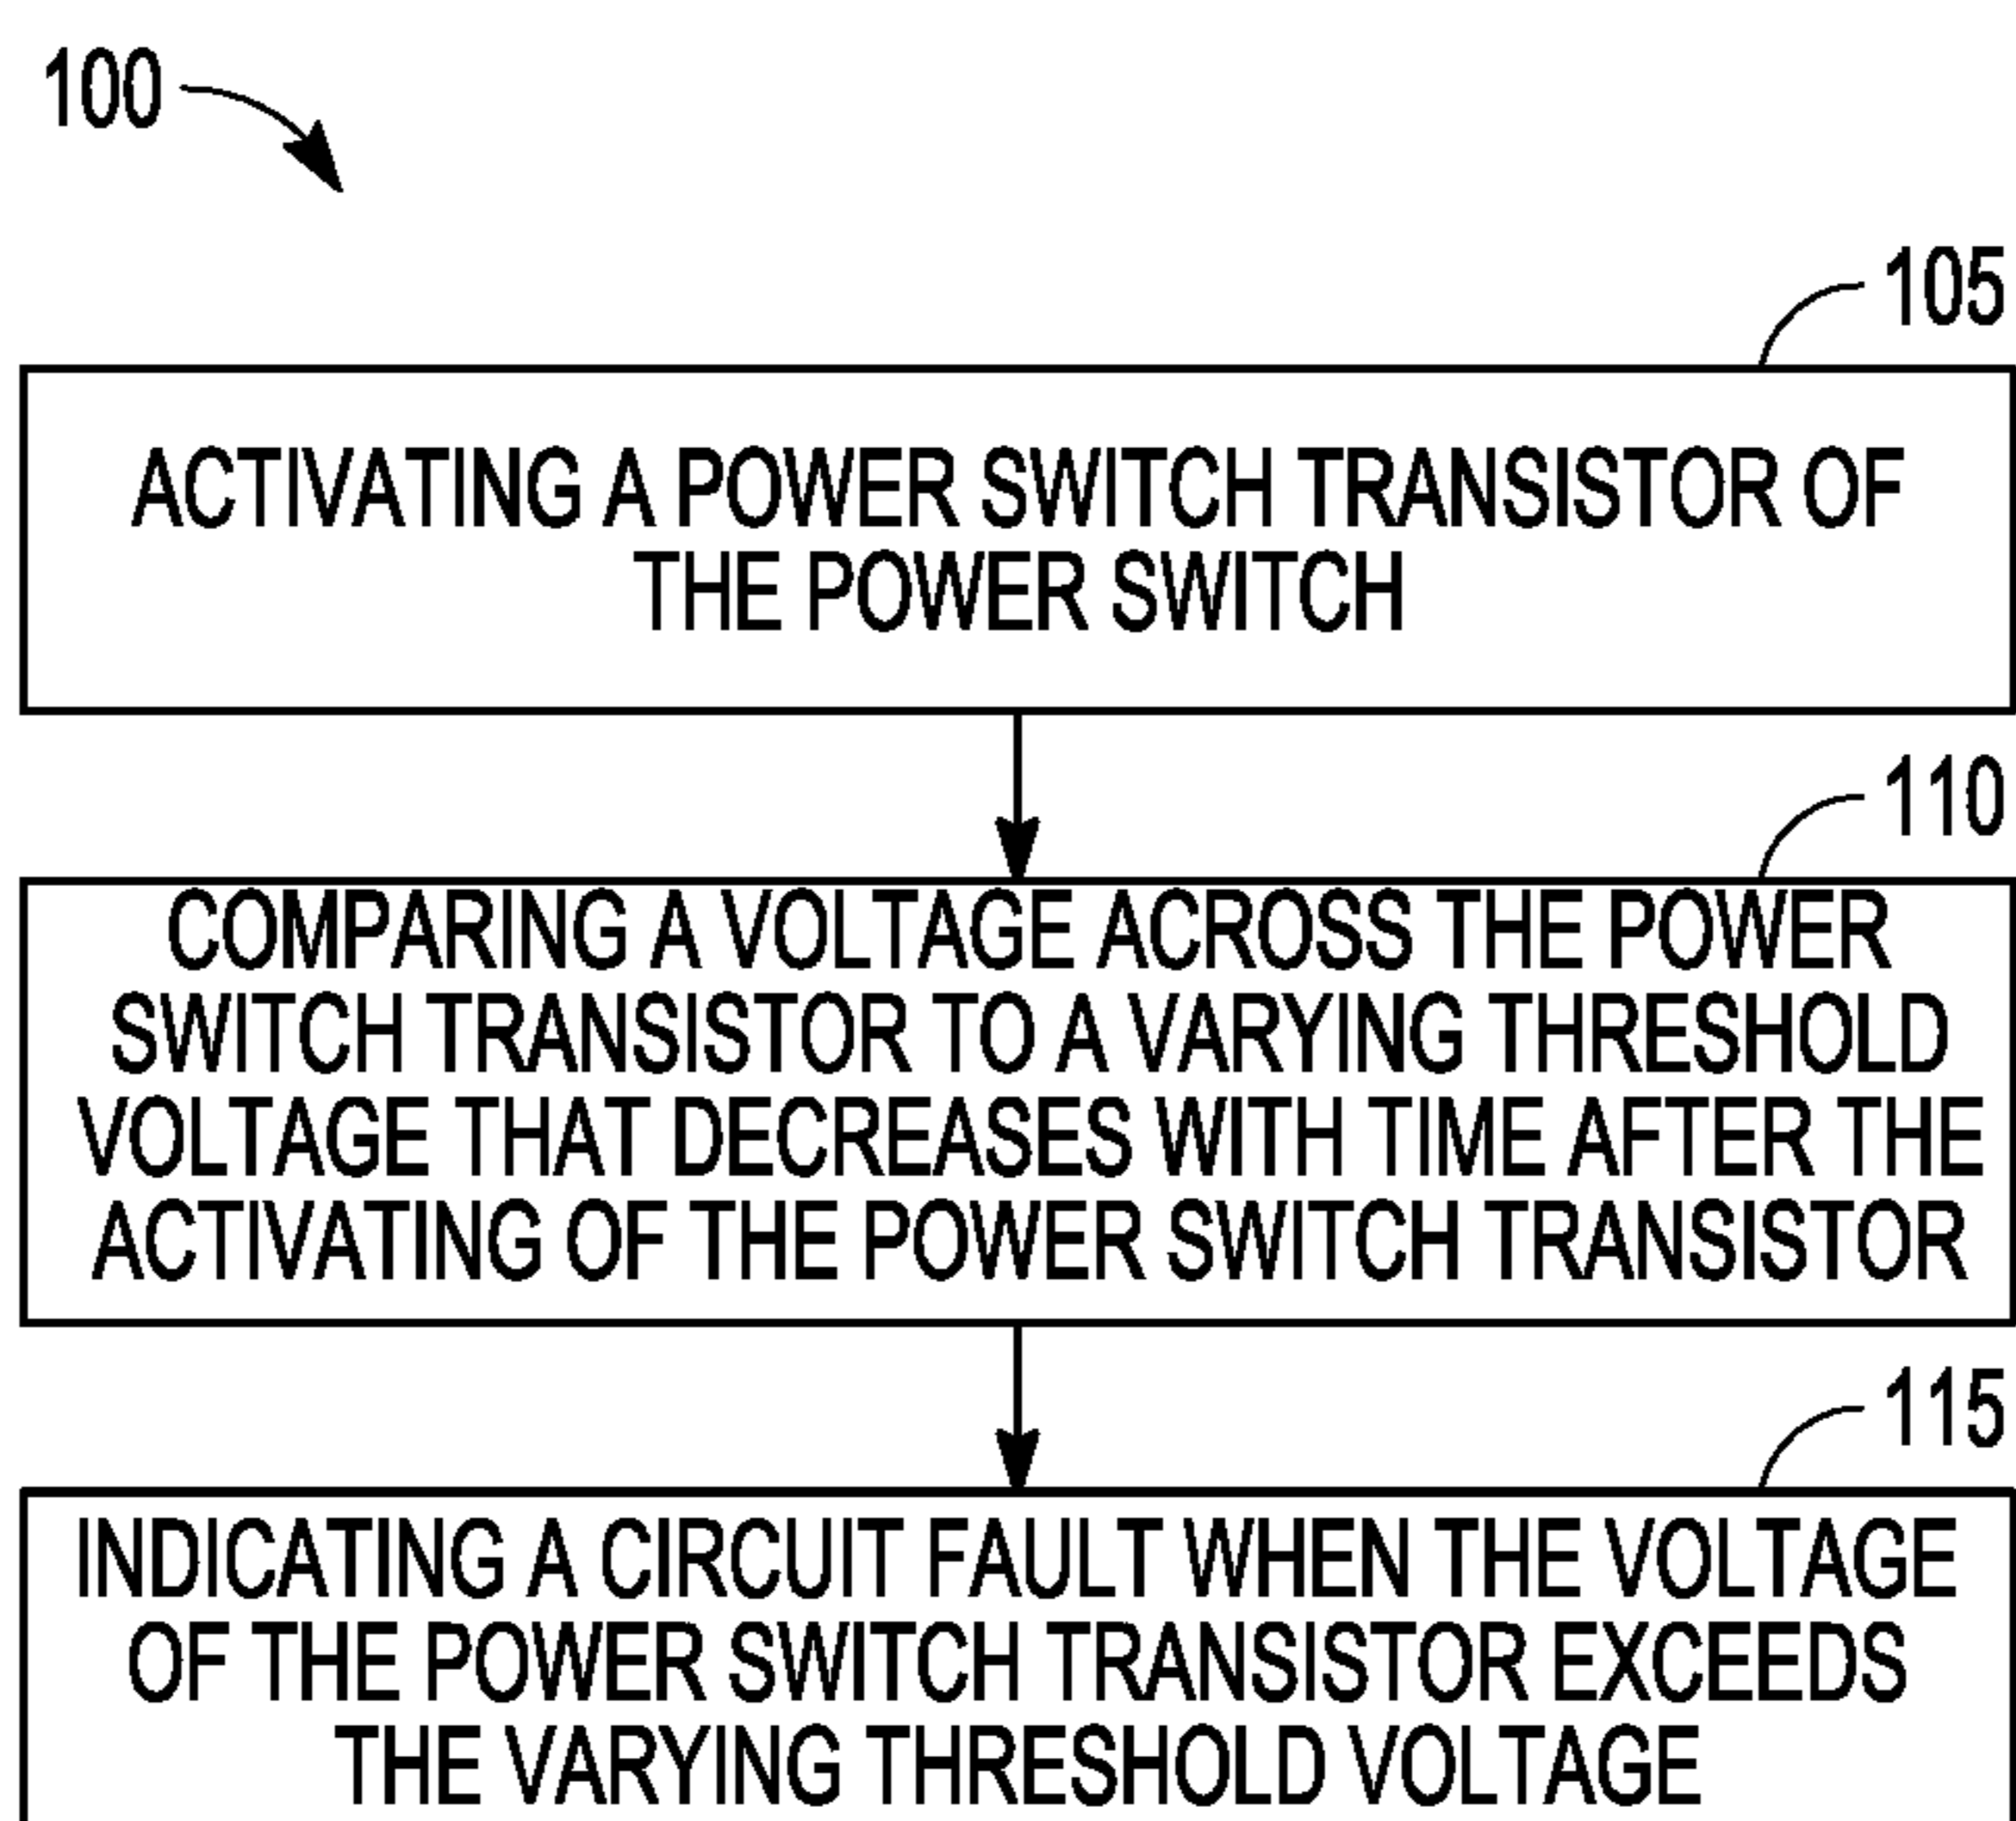 100
105
ACTIVATING A POWER SWITCH TRANSISTOR OF
THE POWER SWITCH
110
COMPARING A VOLTAGE ACROSS THE POWER
SWITCH TRANSISTOR TO A VARYING THRESHOLD
VOLTAGE THAT DECREASES WITH TIME AFTER THE
ACTIVATING OF THE POWER SWITCH TRANSISTOR
115
INDICATING A CIRCUIT FAULT WHEN THE VOLTAGE
OF THE POWER SWITCH TRANSISTOR EXCEEDS
THE VARYING THRESHOLD VOLTAGE